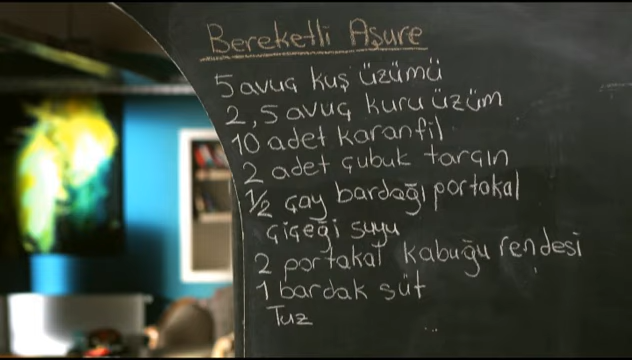 Bereketli Aşure
5 avuç kuş üzümü
2,5 avuç kuru üzüm
10 adet karanfil
2 adet çubuk tarçın
1/2 çay bardağı portakal
çiçeği suyu
2 portakal kabuğu rendesi
1 bardak süt
Tuz
...